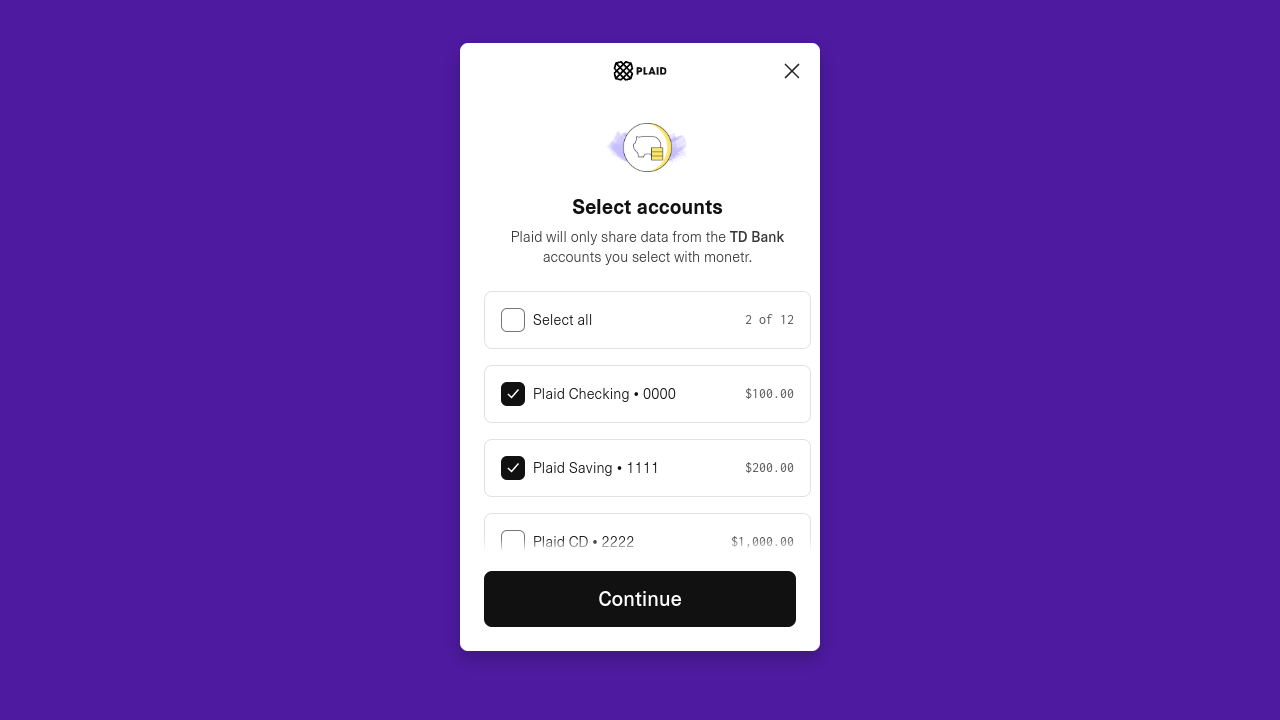 PLAID
Select accounts
Plaid will only share data from the TD Bank
accounts you select with monetr.
Select all 2 of 12
Plaid Checking • 0000 $100.00
Plaid Saving • 1111 $200.00
Plaid CD • 2222 $1,000.00
Continue